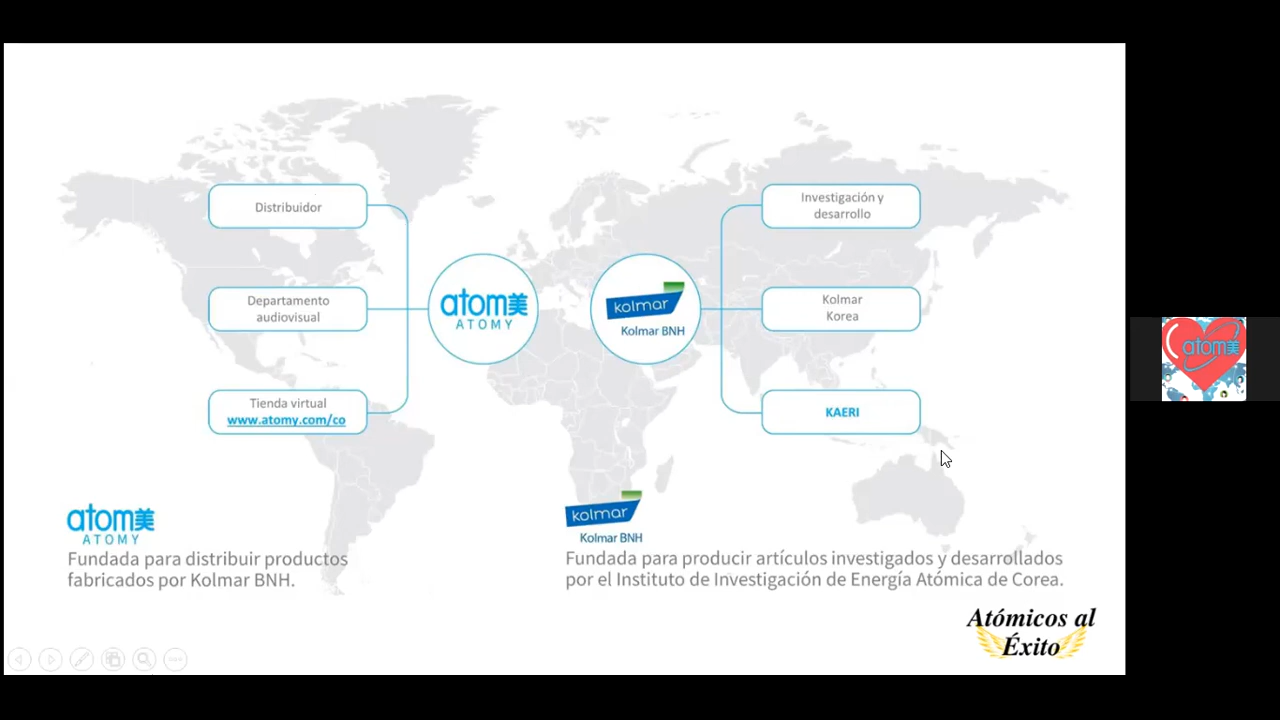 Distribuidor
Departamento
audiovisual
Tienda virtual
www.atomy.com/co
atom美
ATOMY
kolmar
Kolmar BNH
Investigación y
desarrollo
Kolmar
Korea
KAERI
atom美
ATOMY
Fundada para distribuir productos
fabricados por Kolmar BNH.
kolmar
Kolmar BNH
Fundada para producir artículos investigados y desarrollados
por el Instituto de Investigación de Energía Atómica de Corea.
Atómicos al
Éxito
atom美